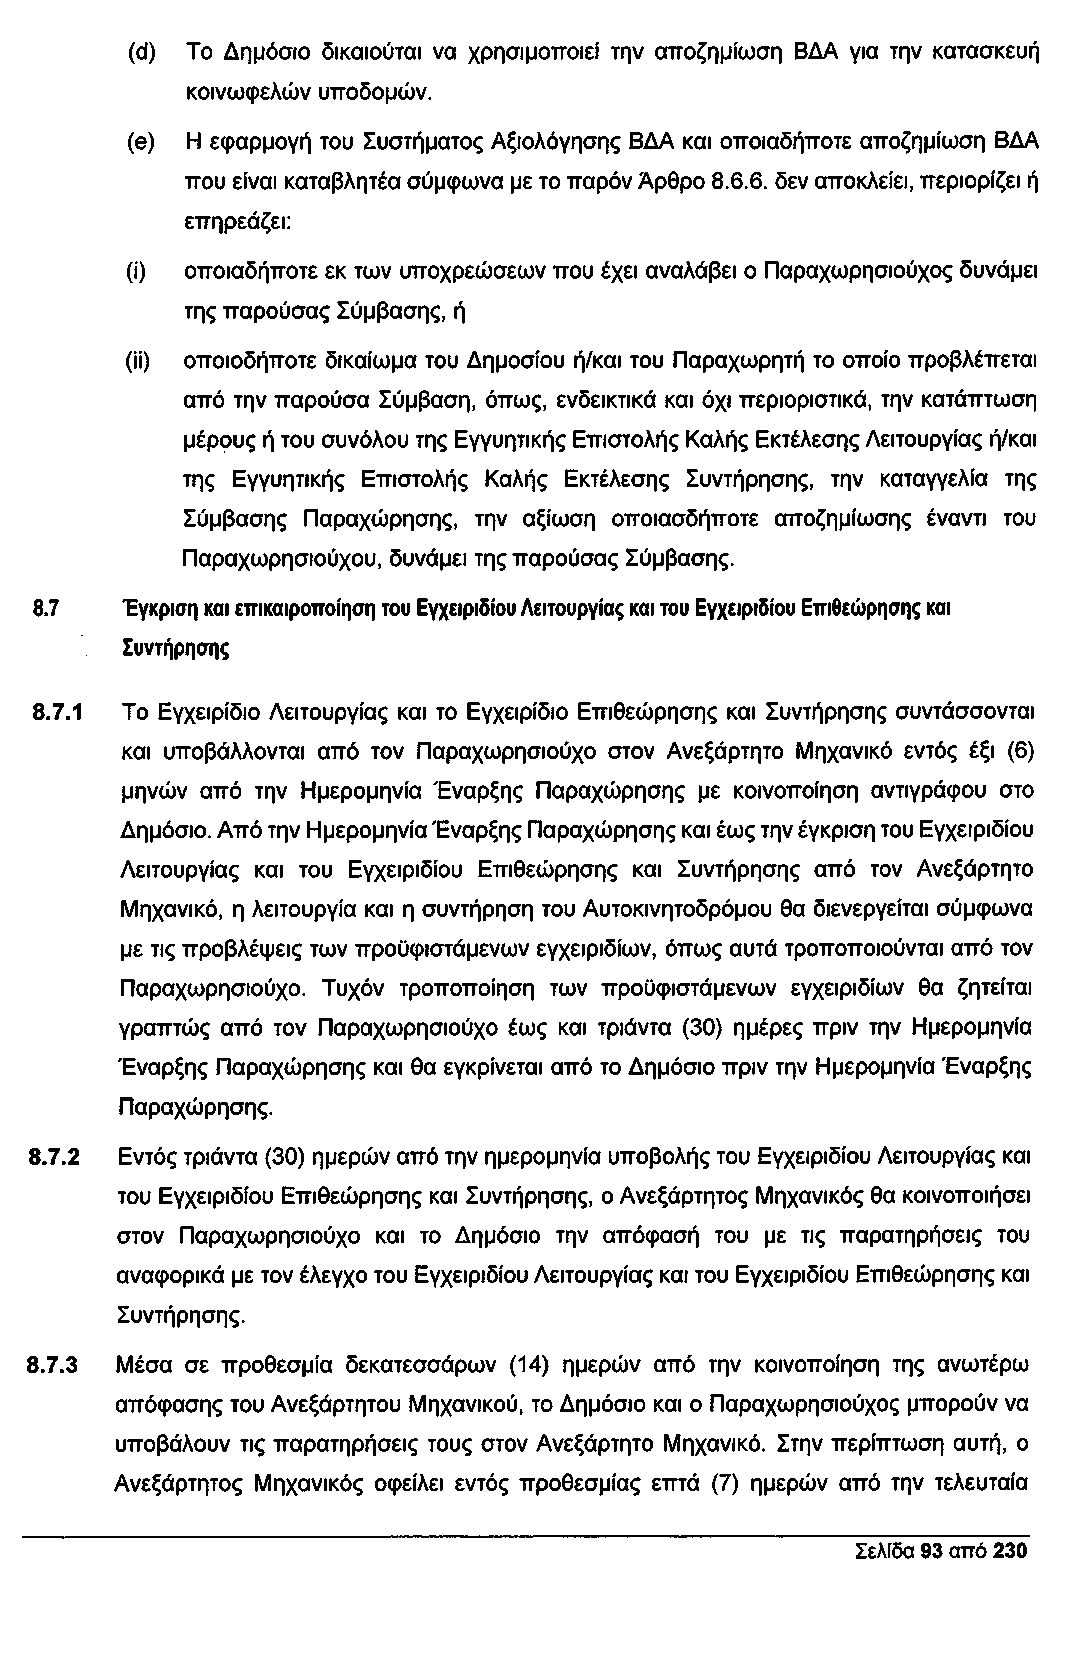 (d) Το Δημόσιο δικαιούται να χρησιμοποιεί την αποζημίωση ΒΔΑ για την κατασκευή
κοινωφελών υποδομών.
(e) Η εφαρμογή του Συστήματος Αξιολόγησης ΒΔΑ και οποιαδήποτε αποζημίωση ΒΔΑ
που είναι καταβλητέα σύμφωνα με το παρόν Άρθρο 8.6.6. δεν αποκλείει, περιορίζει ή
επηρεάζει:
(i) οποιαδήποτε εκ των υποχρεώσεων που έχει αναλάβει ο Παραχωρησιούχος δυνάμει
της παρούσας Σύμβασης, ή
(ii) οποιοδήποτε δικαίωμα του Δημοσίου ή/και του Παραχωρητή το οποίο προβλέπεται
από την παρούσα Σύμβαση, όπως, ενδεικτικά και όχι περιοριστικά, την κατάπτωση
μέρους ή του συνόλου της Εγγυητικής Επιστολής Καλής Εκτέλεσης Λειτουργίας ή/και
της Εγγυητικής Επιστολής Καλής Εκτέλεσης Συντήρησης, την καταγγελία της
Σύμβασης Παραχώρησης, την αξίωση οποιασδήποτε αποζημίωσης έναντι του
Παραχωρησιούχου, δυνάμει της παρούσας Σύμβασης.
8.7 Έγκριση και επικαιροποίηση του Εγχειριδίου Λειτουργίας και του Εγχειριδίου Επιθεώρησης και
Συντήρησης
8.7.1 Το Εγχειρίδιο Λειτουργίας και το Εγχειρίδιο Επιθεώρησης και Συντήρησης συντάσσονται
και υποβάλλονται από τον Παραχωρησιούχο στον Ανεξάρτητο Μηχανικό εντός έξι (6)
μηνών από την Ημερομηνία Έναρξης Παραχώρησης με κοινοποίηση αντιγράφου στο
Δημόσιο. Από την Ημερομηνία Έναρξης Παραχώρησης και έως την έγκριση του Εγχειριδίου
Λειτουργίας και του Εγχειριδίου Επιθεώρησης και Συντήρησης από τον Ανεξάρτητο
Μηχανικό, η λειτουργία και η συντήρηση του Αυτοκινητοδρόμου θα διενεργείται σύμφωνα
με τις προβλέψεις των προϋφιστάμενων εγχειριδίων, όπως αυτά τροποποιούνται από τον
Παραχωρησιούχο. Τυχόν τροποποίηση των προϋφιστάμενων εγχειριδίων θα ζητείται
γραπτώς από τον Παραχωρησιούχο έως και τριάντα (30) ημέρες πριν την Ημερομηνία
Έναρξης Παραχώρησης και θα εγκρίνεται από το Δημόσιο πριν την Ημερομηνία Έναρξης
Παραχώρησης.
8.7.2 Εντός τριάντα (30) ημερών από την ημερομηνία υποβολής του Εγχειριδίου Λειτουργίας και
του Εγχειριδίου Επιθεώρησης και Συντήρησης, ο Ανεξάρτητος Μηχανικός θα κοινοποιήσει
στον Παραχωρησιούχο και το Δημόσιο την απόφασή του με τις παρατηρήσεις του
αναφορικά με τον έλεγχο του Εγχειριδίου Λειτουργίας και του Εγχειριδίου Επιθεώρησης και
Συντήρησης.
8.7.3 Μέσα σε προθεσμία δεκατεσσάρων (14) ημερών από την κοινοποίηση της ανωτέρω
απόφασης του Ανεξάρτητου Μηχανικού, το Δημόσιο και ο Παραχωρησιούχος μπορούν να
υποβάλουν τις παρατηρήσεις τους στον Ανεξάρτητο Μηχανικό. Στην περίπτωση αυτή, ο
Ανεξάρτητος Μηχανικός οφείλει εντός προθεσμίας επτά (7) ημερών από την τελευταία
Σελίδα 93 από 230